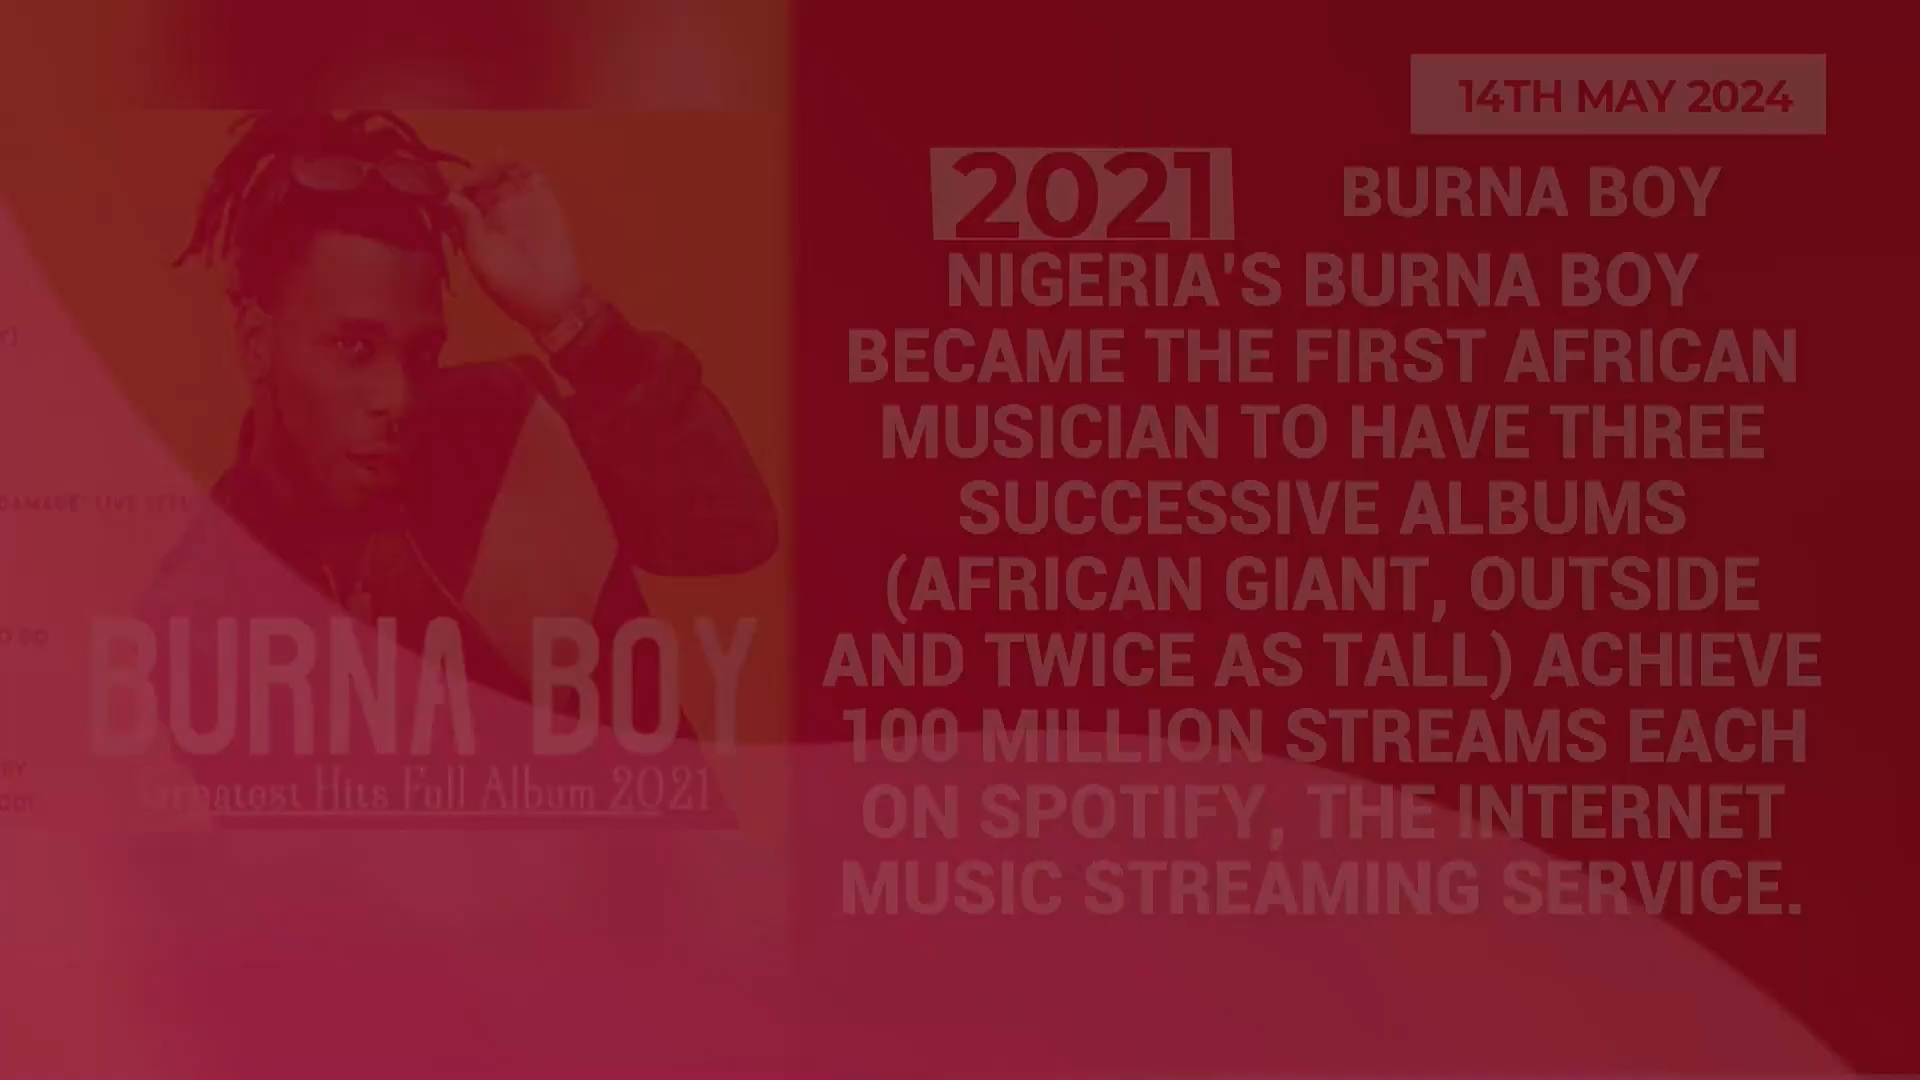 14TH MAY 2024
2021 BURNA BOY
NIGERIA'S BURNA BOY
BECAME THE FIRST AFRICAN
MUSICIAN TO HAVE THREE
SUCCESSIVE ALBUMS
(AFRICAN GIANT, OUTSIDE
AND TWICE AS TALL) ACHIEVE
100 MILLION STREAMS EACH
ON SPOTIFY, THE INTERNET
MUSIC STREAMING SERVICE.
BURNA BOY
Greatest Hits Full Album 2021